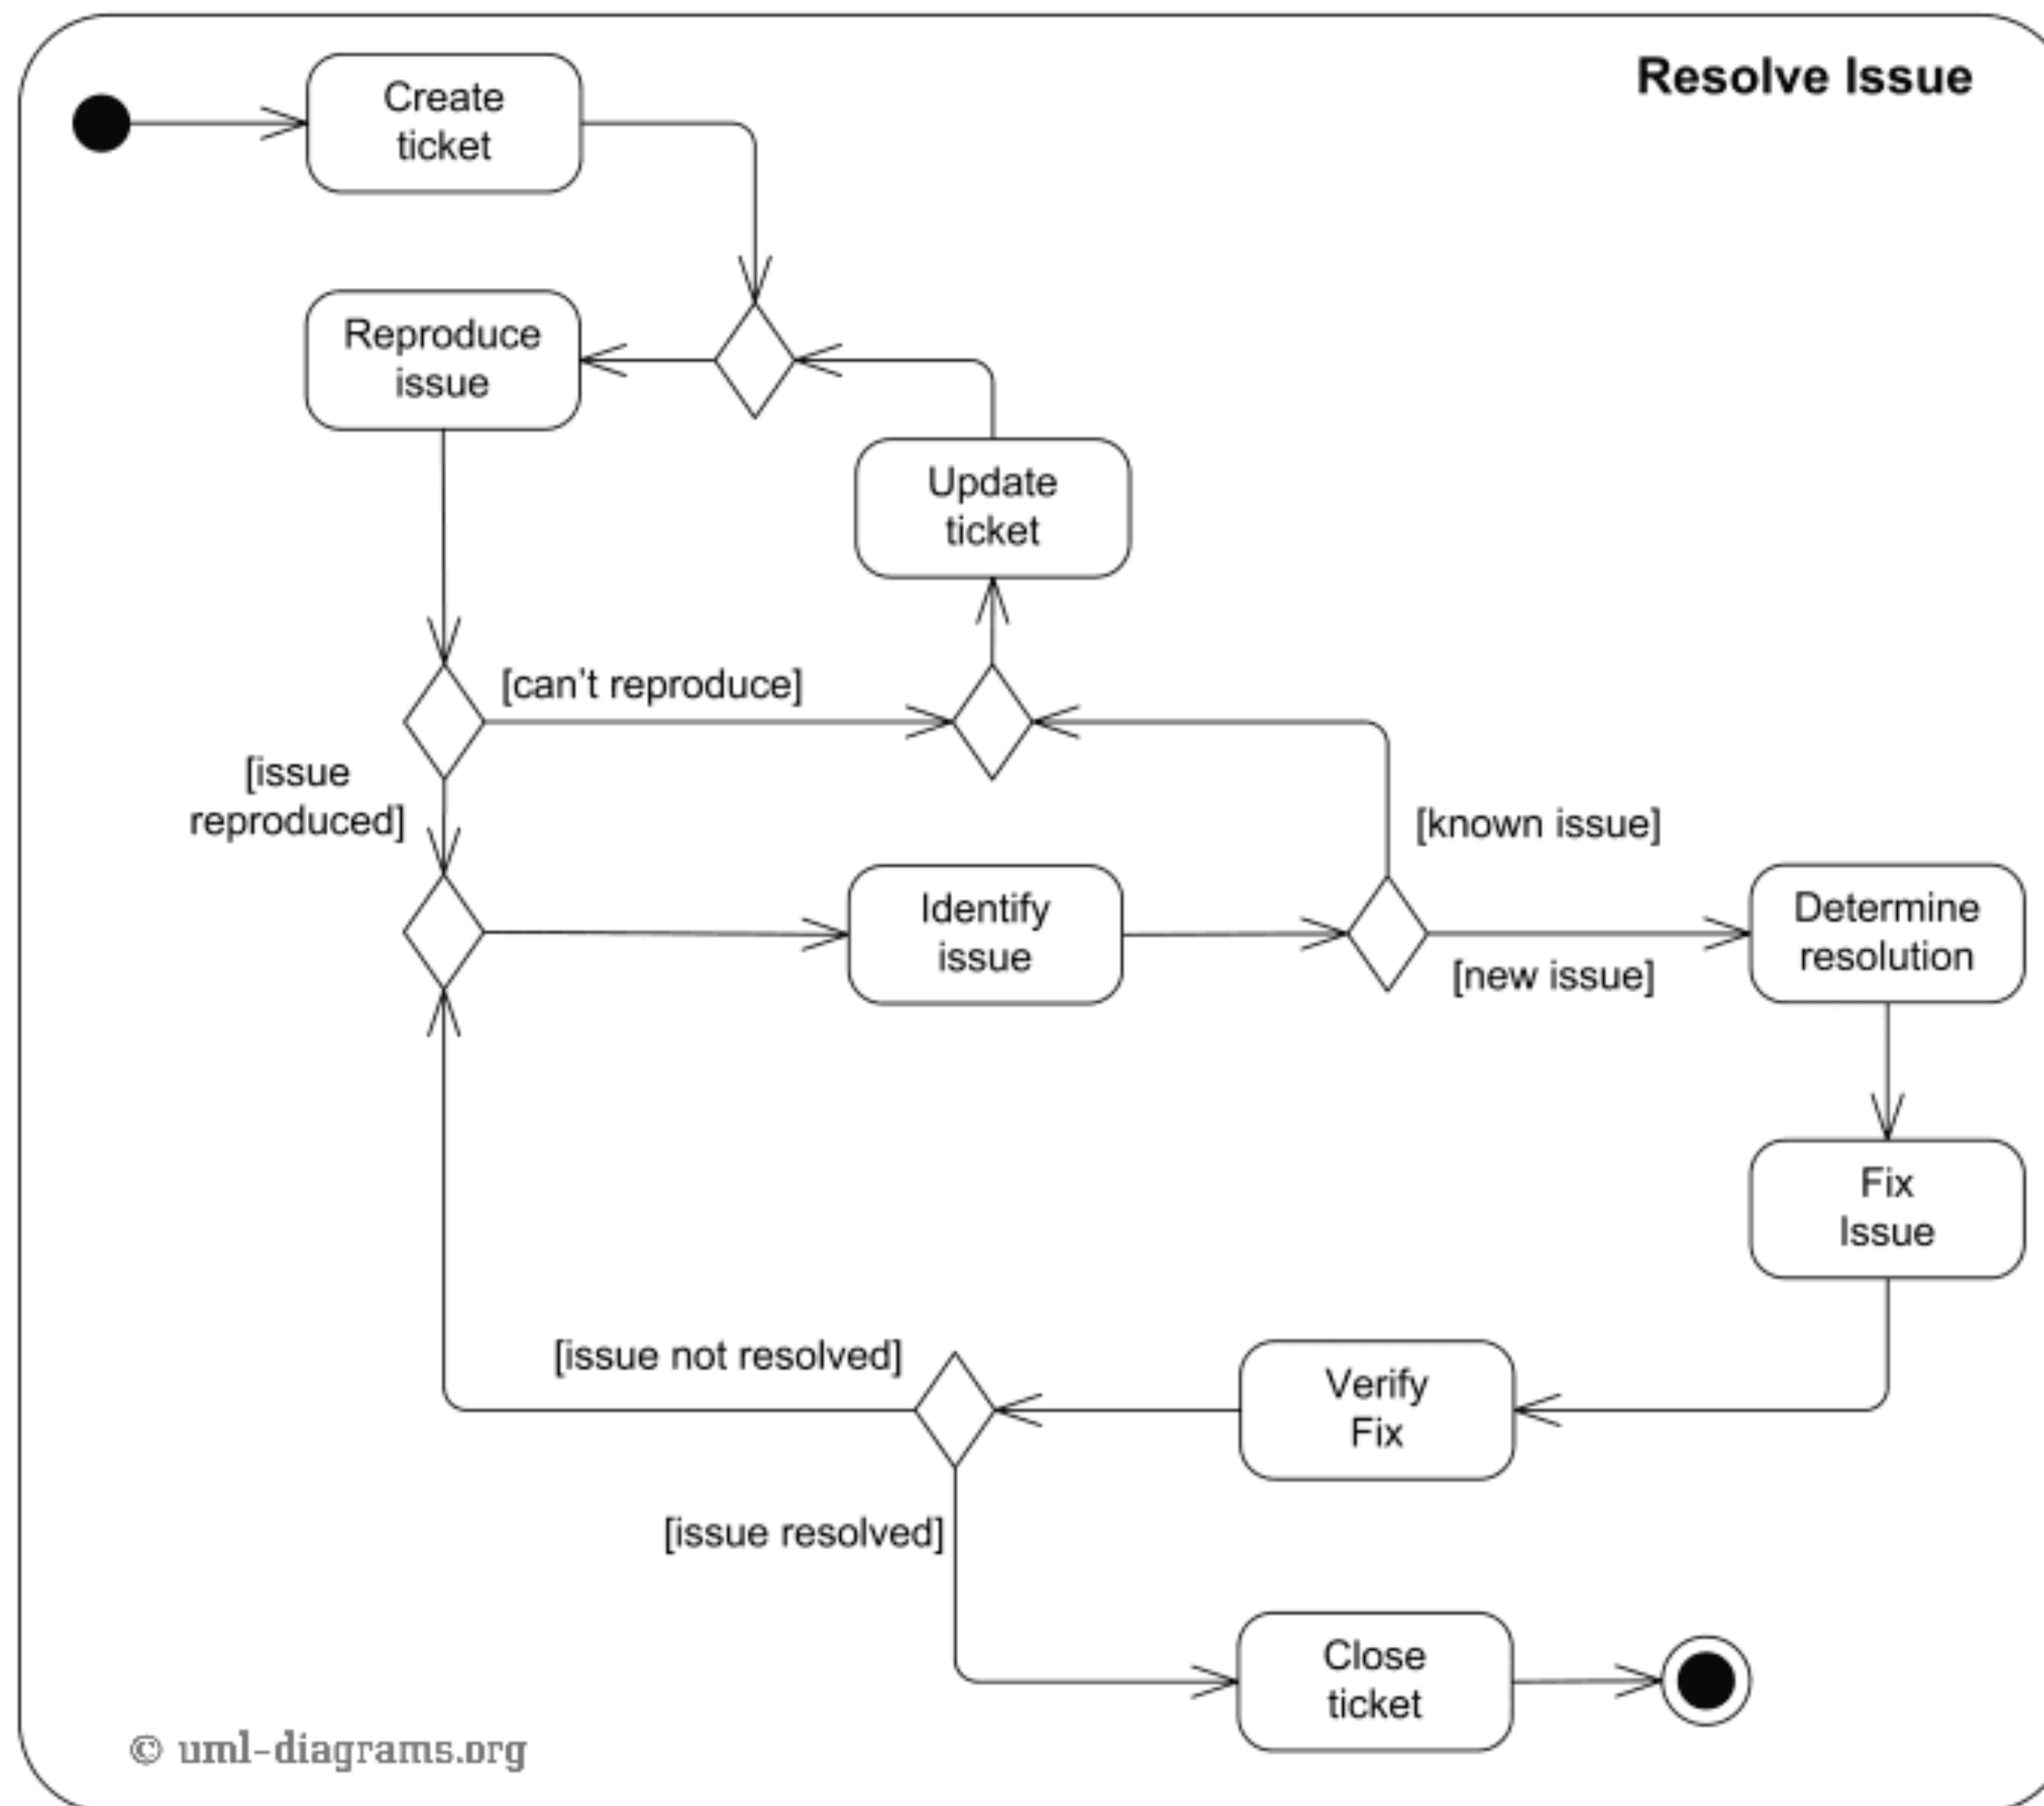 Resolve Issue
Create
ticket
Reproduce
issue
Update
ticket
[can't reproduce]
[issue
reproduced]
[known issue]
Identify
issue
Determine
resolution
[new issue]
Fix
Issue
[issue not resolved]
Verify
Fix
[issue resolved]
Close
ticket
© uml-diagrams.org